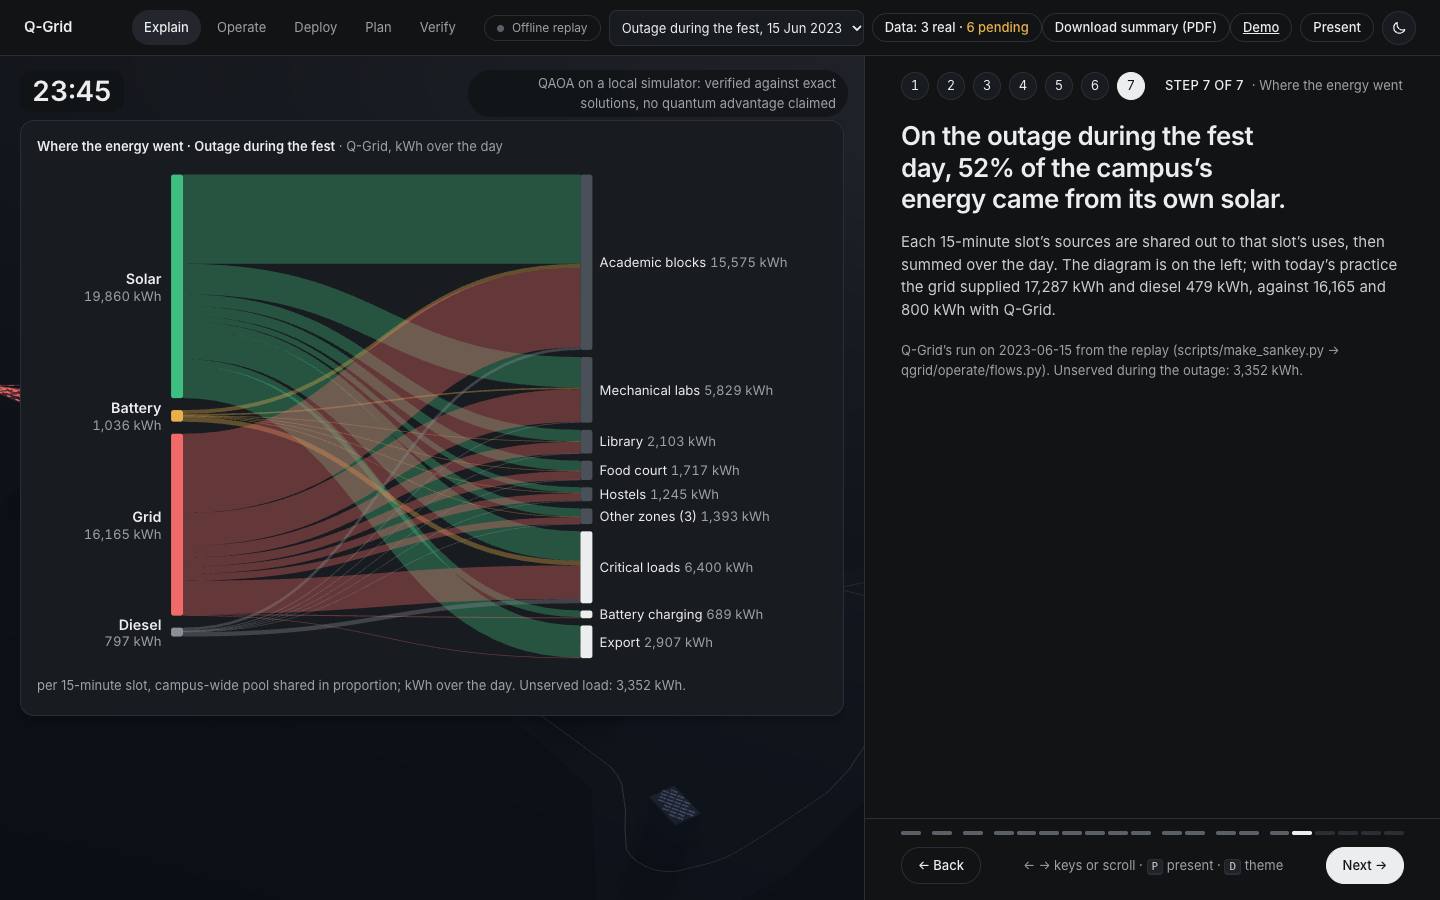 Q-Grid
Explain
Operate
Deploy
Plan
Verify
Offline replay
Outage during the fest, 15 Jun 2023
Data: 3 real · 6 pending
Download summary (PDF)
Demo
Present
23:45
QAOA on a local simulator: verified against exact
solutions, no quantum advantage claimed
Where the energy went · Outage during the fest · Q-Grid, kWh over the day
Solar
19,860 kWh
Battery
1,036 kWh
Grid
16,165 kWh
Diesel
797 kWh
Academic blocks 15,575 kWh
Mechanical labs 5,829 kWh
Library 2,103 kWh
Food court 1,717 kWh
Hostels 1,245 kWh
Other zones (3) 1,393 kWh
Critical loads 6,400 kWh
Battery charging 689 kWh
Export 2,907 kWh
per 15-minute slot, campus-wide pool shared in proportion; kWh over the day. Unserved load: 3,352 kWh.
1 2 3 4 5 6 7 STEP 7 OF 7 · Where the energy went
On the outage during the fest
day, 52% of the campus’s
energy came from its own solar.
Each 15-minute slot’s sources are shared out to that slot’s uses, then
summed over the day. The diagram is on the left; with today’s practice
the grid supplied 17,287 kWh and diesel 479 kWh, against 16,165 and
800 kWh with Q-Grid.
Q-Grid’s run on 2023-06-15 from the replay (scripts/make_sankey.py →
qgrid/operate/flows.py). Unserved during the outage: 3,352 kWh.
← Back
← → keys or scroll · P present · D theme
Next →